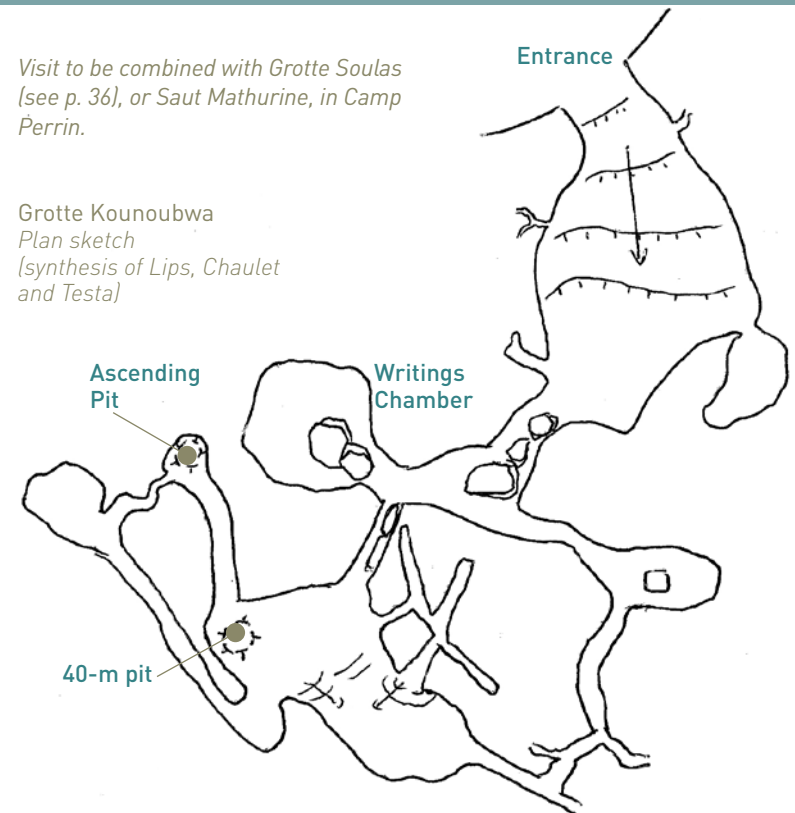 Visit to be combined with Grotte Soulas
(see p. 36), or Saut Mathurine, in Camp
Perrin.
Entrance
Grotte Kounoubwa
Plan sketch
(synthesis of Lips, Chaulet
and Testa)
Ascending
Pit
Writings
Chamber
40-m pit